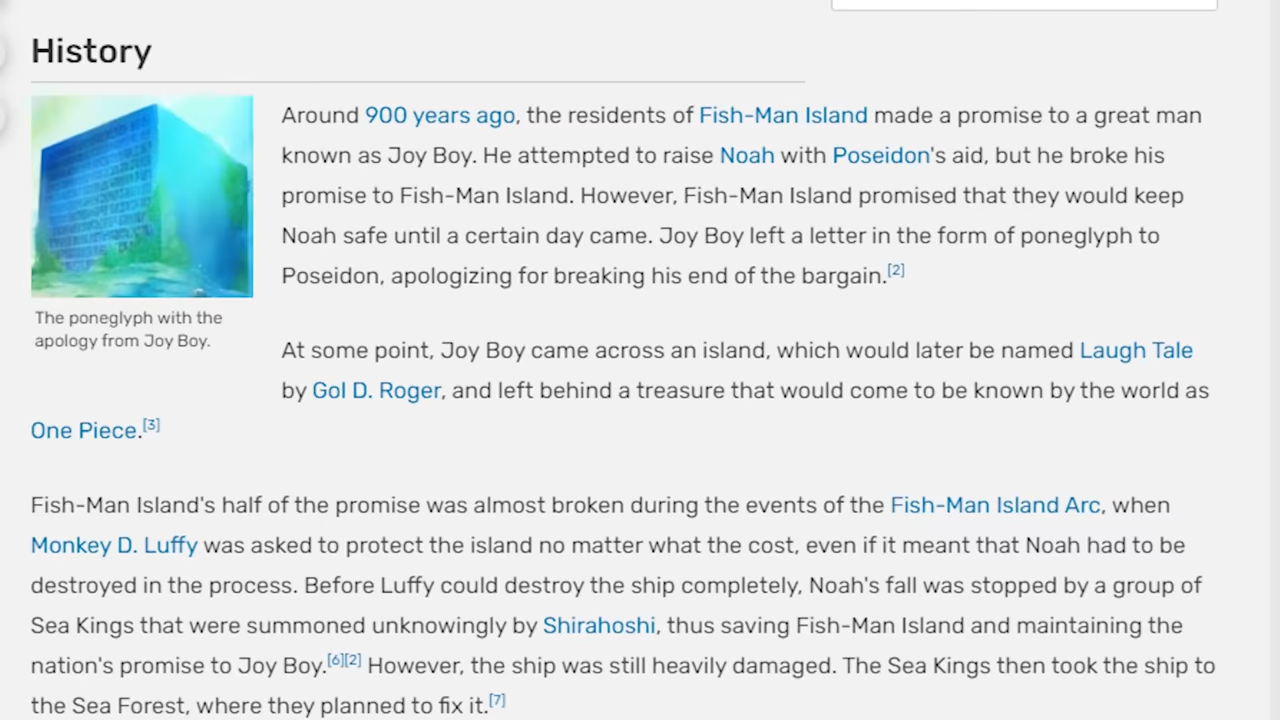 History
Around 900 years ago, the residents of Fish-Man Island made a promise to a great man
known as Joy Boy. He attempted to raise Noah with Poseidon's aid, but he broke his
promise to Fish-Man Island. However, Fish-Man Island promised that they would keep
Noah safe until a certain day came. Joy Boy left a letter in the form of poneglyph to
Poseidon, apologizing for breaking his end of the bargain.[2]
The poneglyph with the
apology from Joy Boy.
At some point, Joy Boy came across an island, which would later be named Laugh Tale
by Gol D. Roger, and left behind a treasure that would come to be known by the world as
One Piece.[3]
Fish-Man Island's half of the promise was almost broken during the events of the Fish-Man Island Arc, when
Monkey D. Luffy was asked to protect the island no matter what the cost, even if it meant that Noah had to be
destroyed in the process. Before Luffy could destroy the ship completely, Noah's fall was stopped by a group of
Sea Kings that were summoned unknowingly by Shirahoshi, thus saving Fish-Man Island and maintaining the
nation's promise to Joy Boy.[6][2] However, the ship was still heavily damaged. The Sea Kings then took the ship to
the Sea Forest, where they planned to fix it.[7]